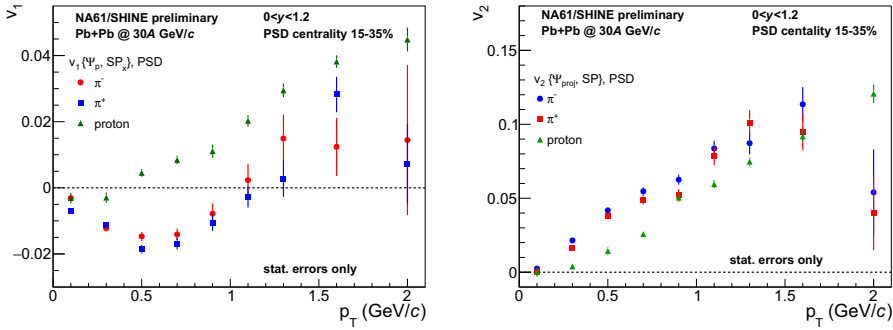 NA61/SHINE preliminary 0<y<1.2
Pb+Pb @ 30A GeV/c PSD centrality 15-35%
v₁{Ψₚ, SPₓ}, PSD
π⁻
π⁺
proton
stat. errors only
v₁
0.04
0.02
0
−0.02
0 0.5 1 1.5 2
p_T (GeV/c)
NA61/SHINE preliminary 0<y<1.2
Pb+Pb @ 30A GeV/c PSD centality 15-35%
v₂{Ψ_proj, SP}, PSD
π⁻
π⁺
proton
stat. errors only
v₂
0.15
0.1
0.05
0
0 0.5 1 1.5 2
p_T (GeV/c)